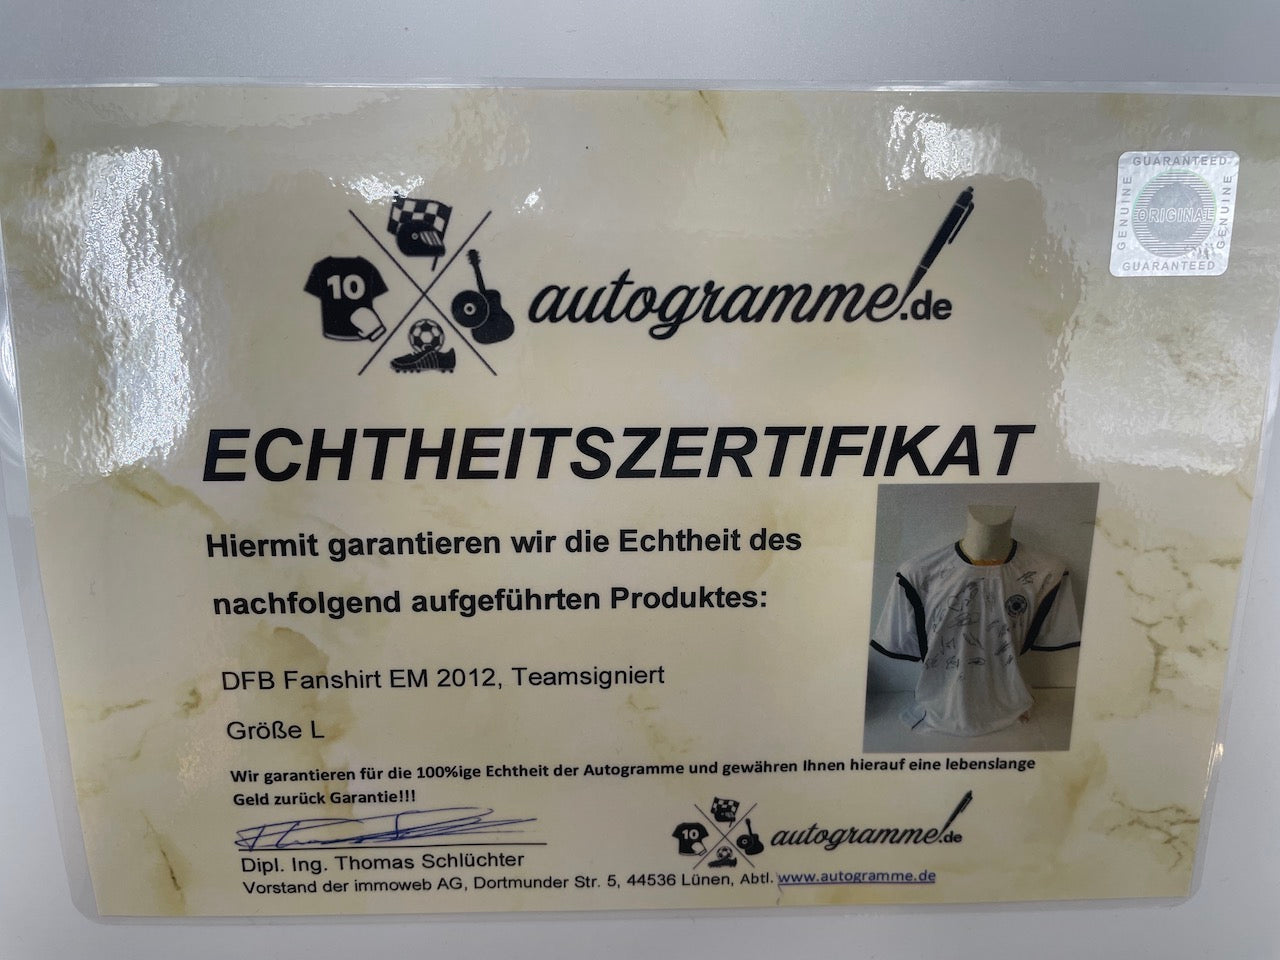 GUARANTEED
GENUINE
ORIGINAL
GENUINE
GUARANTEED
10
autogramme.de
ECHTHEITSZERTIFIKAT
Hiermit garantieren wir die Echtheit des
nachfolgend aufgeführten Produktes:
DFB Fanshirt EM 2012, Teamsigniert
Größe L
Wir garantieren für die 100%ige Echtheit der Autogramme und gewähren Ihnen hierauf eine lebenslange
Geld zurück Garantie!!!
10
autogramme.de
Dipl. Ing. Thomas Schlüchter
Vorstand der immoweb AG, Dortmunder Str. 5, 44536 Lünen, Abtl. www.autogramme.de